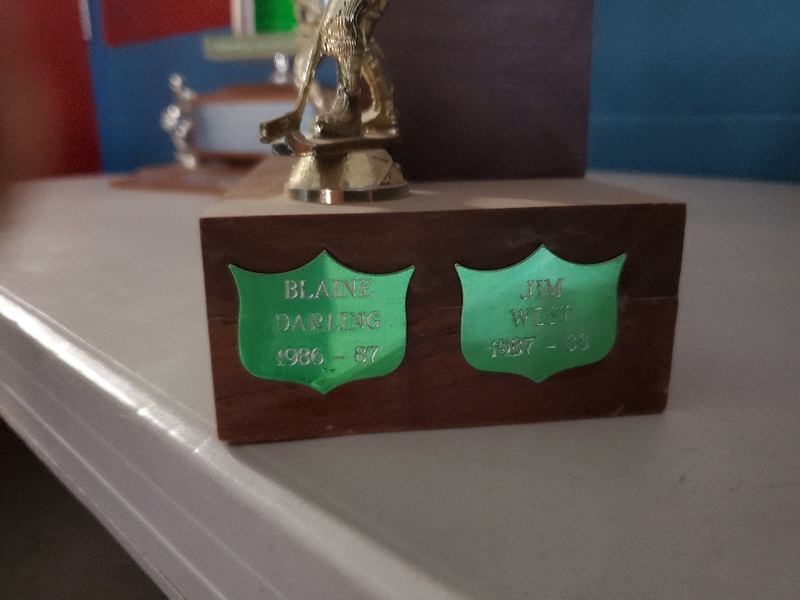 BLAINE
DARLING
1986 - 87
JIM
WEST
1987 - 88